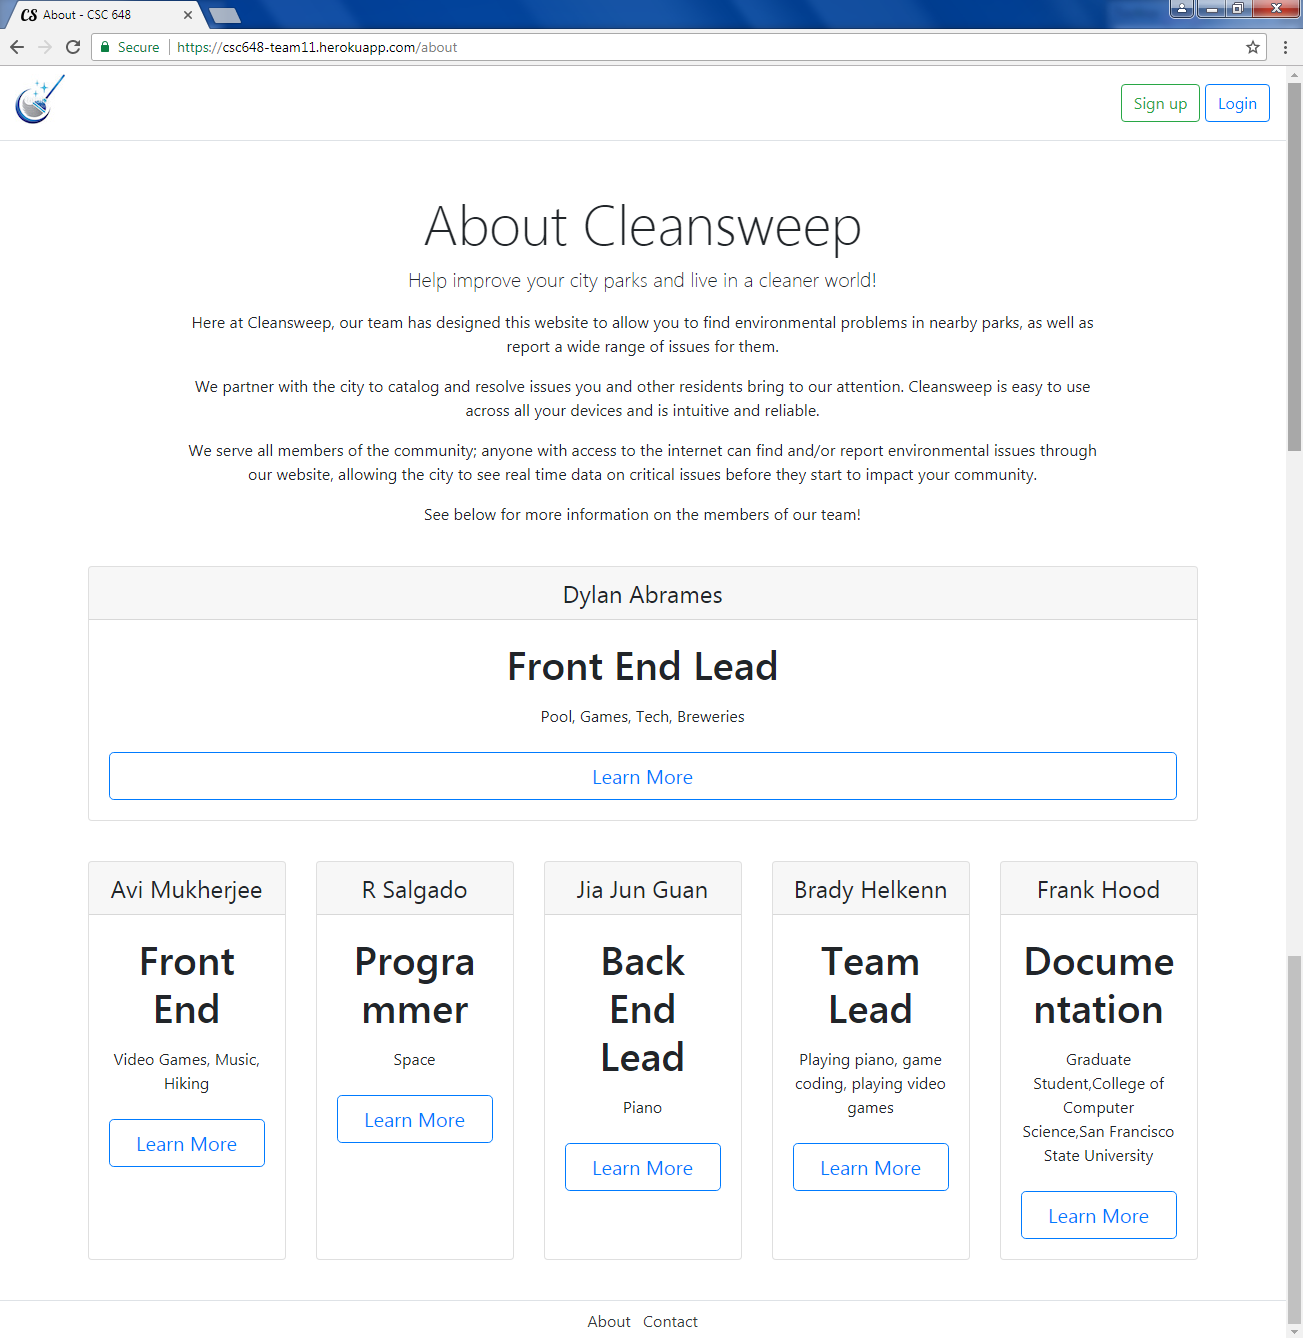 CS About - CSC 648
Secure https://csc648-team11.herokuapp.com/about
Sign up Login
About Cleansweep
Help improve your city parks and live in a cleaner world!
Here at Cleansweep, our team has designed this website to allow you to find environmental problems in nearby parks, as well as
report a wide range of issues for them.
We partner with the city to catalog and resolve issues you and other residents bring to our attention. Cleansweep is easy to use
across all your devices and is intuitive and reliable.
We serve all members of the community; anyone with access to the internet can find and/or report environmental issues through
our website, allowing the city to see real time data on critical issues before they start to impact your community.
See below for more information on the members of our team!
Dylan Abrames
Front End Lead
Pool, Games, Tech, Breweries
Learn More
Avi Mukherjee
Front
End
Video Games, Music,
Hiking
Learn More
R Salgado
Progra
mmer
Space
Learn More
Jia Jun Guan
Back
End
Lead
Piano
Learn More
Brady Helkenn
Team
Lead
Playing piano, game
coding, playing video
games
Learn More
Frank Hood
Docume
ntation
Graduate
Student,College of
Computer
Science,San Francisco
State University
Learn More
About Contact